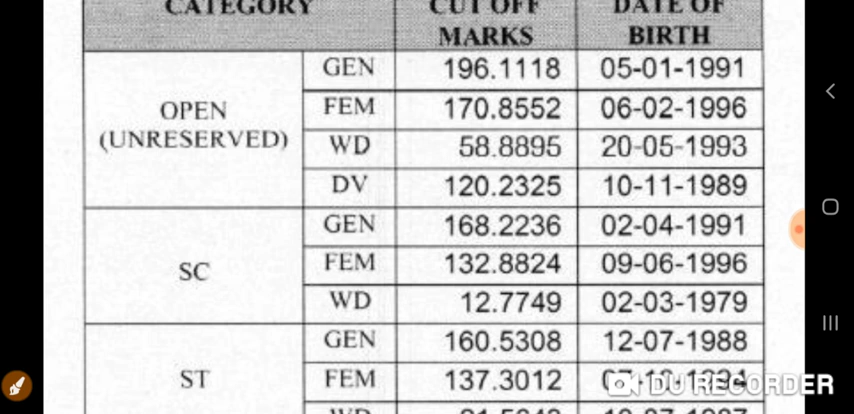 CATEGORY CUT OFF MARKS DATE OF BIRTH
OPEN (UNRESERVED)
GEN 196.1118 05-01-1991
FEM 170.8552 06-02-1996
WD 58.8895 20-05-1993
DV 120.2325 10-11-1989
SC
GEN 168.2236 02-04-1991
FEM 132.8824 09-06-1996
WD 12.7749 02-03-1979
ST
GEN 160.5308 12-07-1988
FEM 137.3012
WD
DU RECORDER